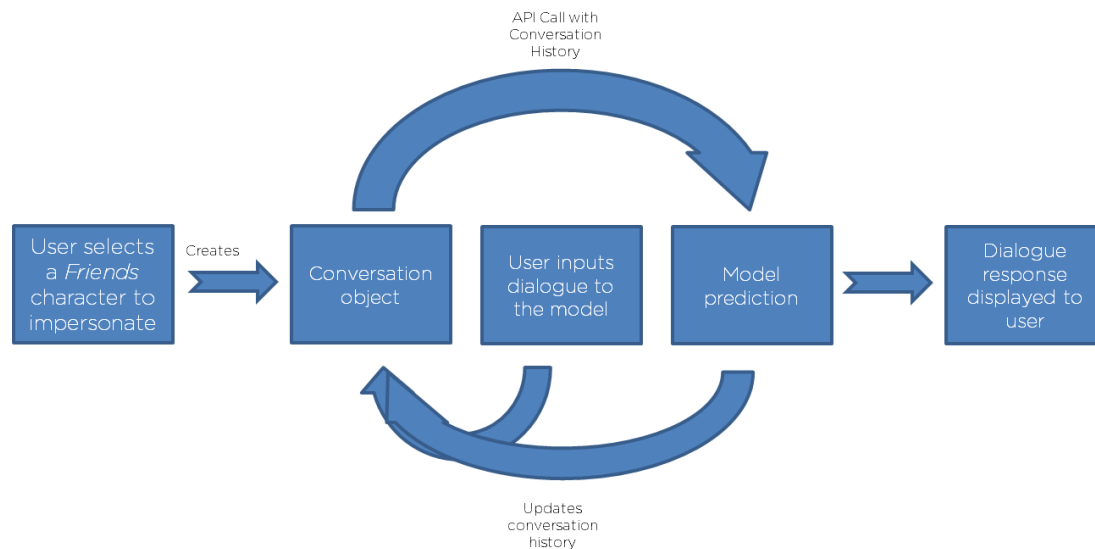 API Call with
Conversation
History
User selects
a Friends
character to
impersonate
Creates
Conversation
object
User inputs
dialogue to
the model
Model
prediction
Dialogue
response
displayed to
user
Updates
conversation
history